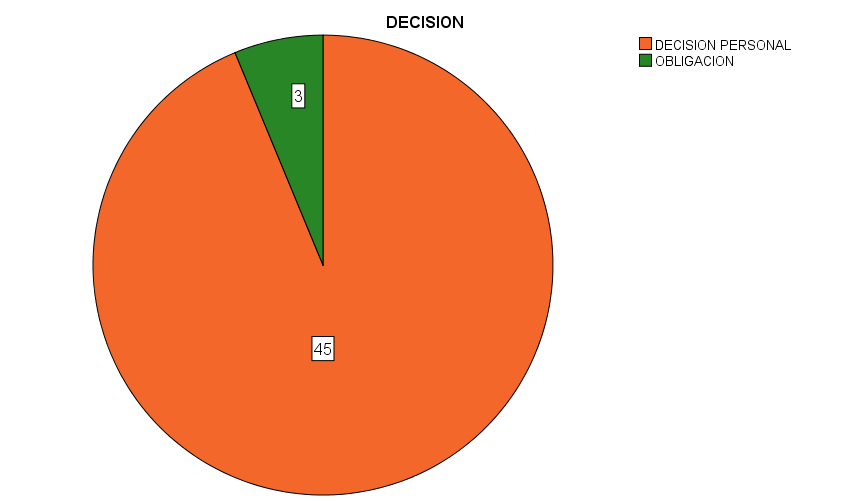 DECISION
DECISION PERSONAL
OBLIGACION
3
45